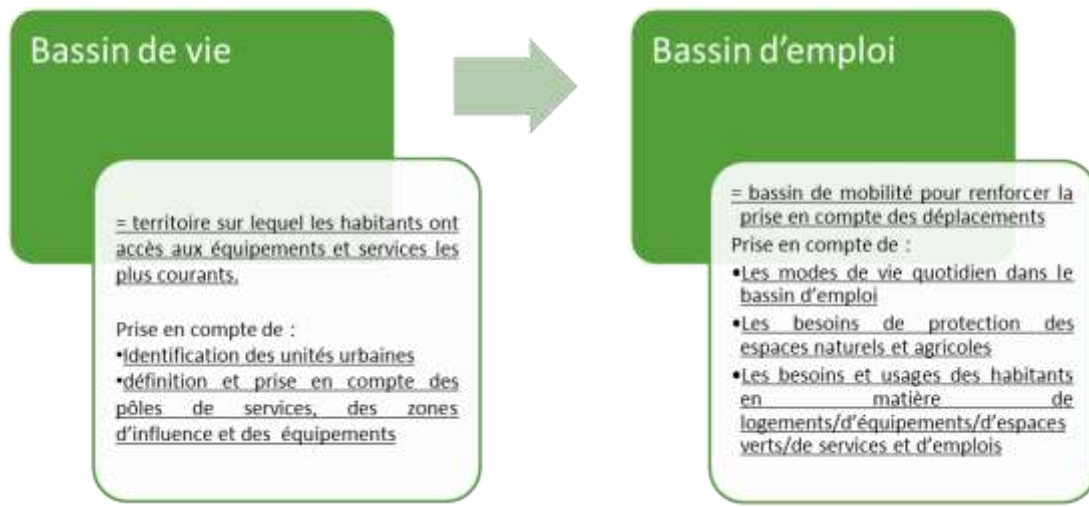 Bassin de vie
= territoire sur lequel les habitants ont
accès aux équipements et services les
plus courants.
Prise en compte de :
•Identification des unités urbaines
•définition et prise en compte des
pôles de services, des zones
d'influence et des équipements
Bassin d'emploi
= bassin de mobilité pour renforcer la
prise en compte des déplacements
Prise en compte de :
•Les modes de vie quotidien dans le
bassin d'emploi
•Les besoins de protection des
espaces naturels et agricoles
•Les besoins et usages des habitants
en matière de
logements/d'équipements/d'espaces
verts/de services et d'emplois